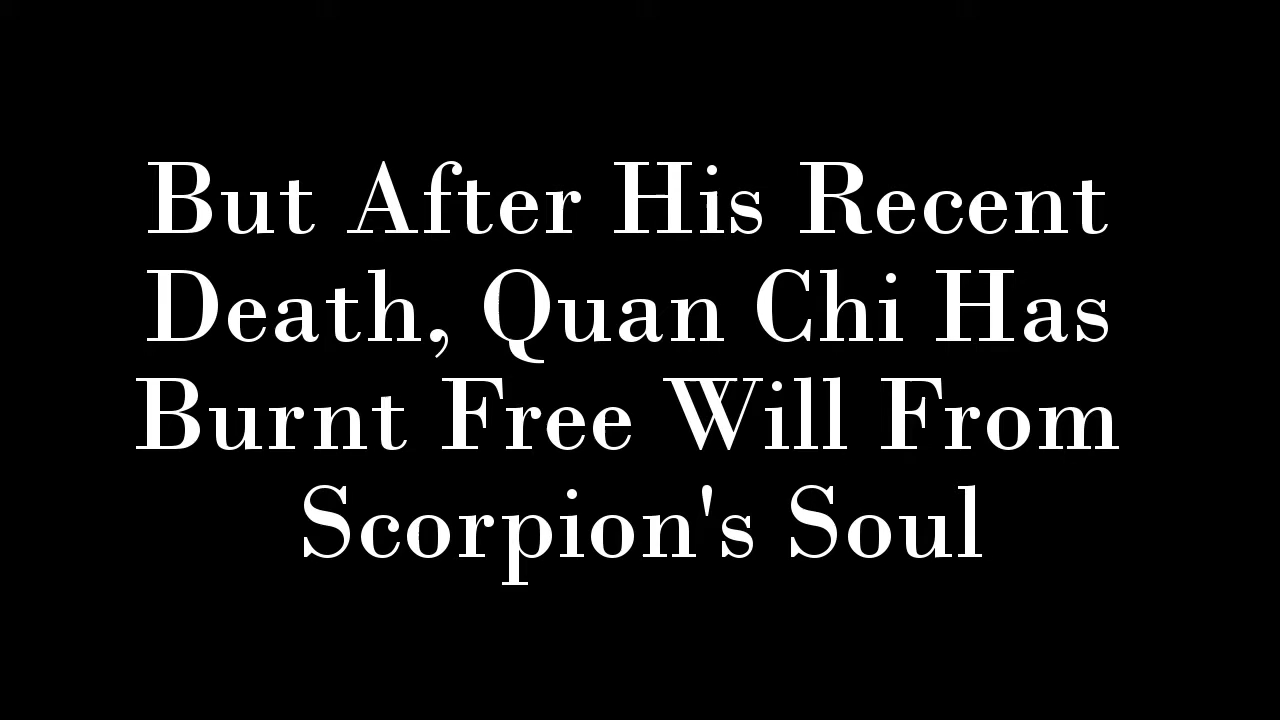 But After His Recent
Death, Quan Chi Has
Burnt Free Will From
Scorpion's Soul